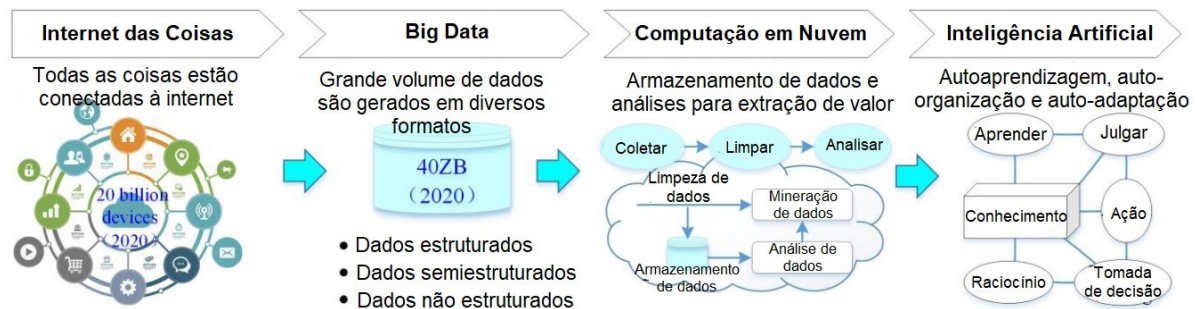 Internet das Coisas
Todas as coisas estão
conectadas à internet
20 billion
devices
(2020)
Big Data
Grande volume de dados
são gerados em diversos
formatos
40ZB
(2020)
• Dados estruturados
• Dados semiestruturados
• Dados não estruturados
Computação em Nuvem
Armazenamento de dados e
análises para extração de valor
Coletar
Limpar
Analisar
Limpeza de
dados
Mineração
de dados
Análise de
dados
Armazenamento
de dados
Inteligência Artificial
Autoaprendizagem, auto-
organização e auto-adaptação
Aprender
Julgar
Conhecimento
Ação
Raciocínio
Tomada
de decisão